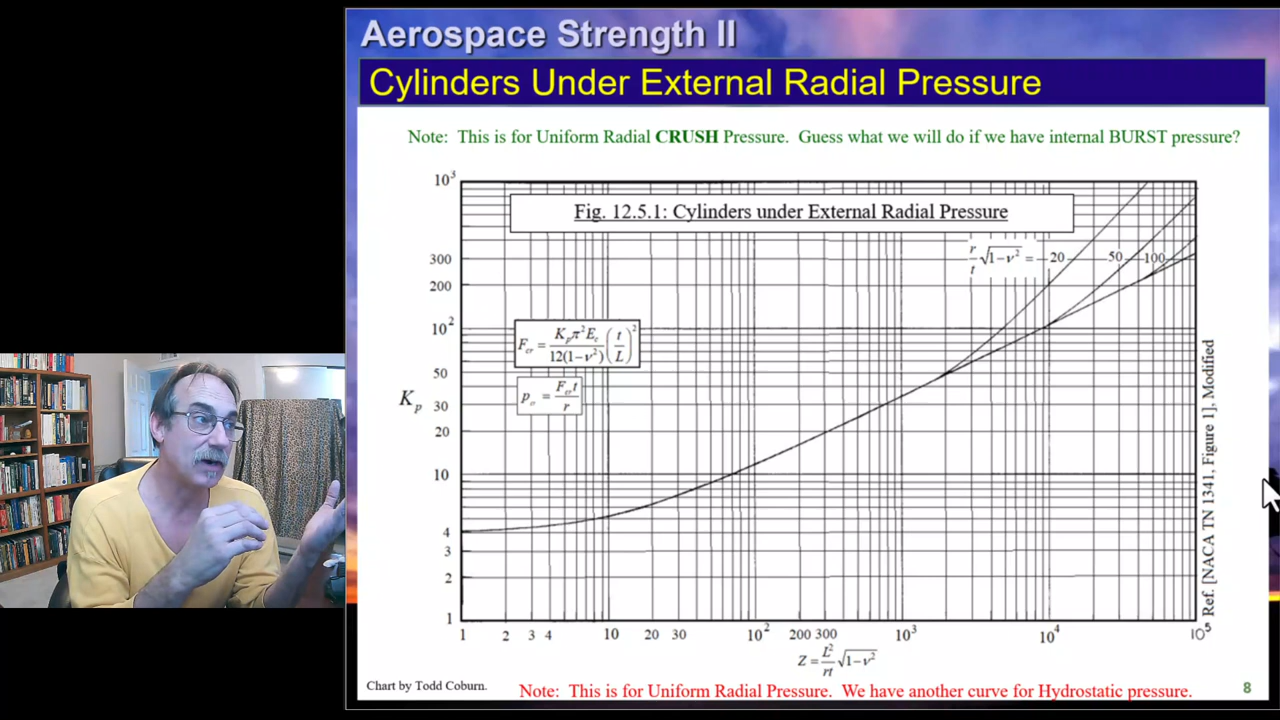 Aerospace Strength II
Cylinders Under External Radial Pressure
Note: This is for Uniform Radial CRUSH Pressure. Guess what we will do if we have internal BURST pressure?
Fig. 12.5.1: Cylinders under External Radial Pressure
r/t √1−ν² = 20 50 100
F_cr = K_p π² E_c / 12(1−ν²) (t/L)²
p_cr = F_cr t / r
K_p
10³
300
200
10²
50
30
20
10
4
3
2
1
1 2 3 4 10 20 30 10² 200 300 10³ 10⁴ 10⁵
Z = L²/rt √1−ν²
Ref. [NACA TN 1341, Figure 1], Modified
Chart by Todd Coburn.
Note: This is for Uniform Radial Pressure. We have another curve for Hydrostatic pressure.
8